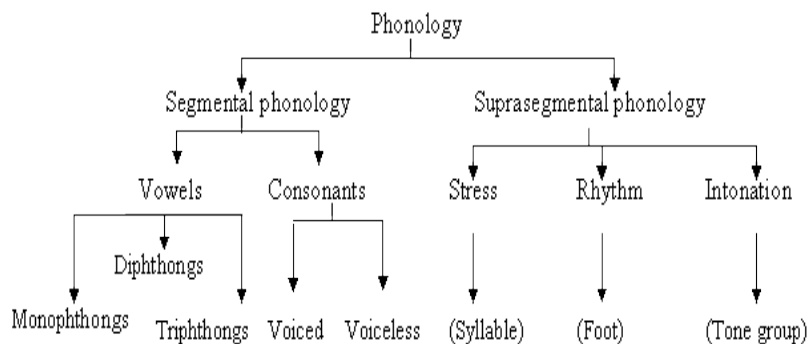 Phonology
Segmental phonology Suprasegmental phonology
Vowels Consonants Stress Rhythm Intonation
Diphthongs
Monophthongs Triphthongs Voiced Voiceless (Syllable) (Foot) (Tone group)